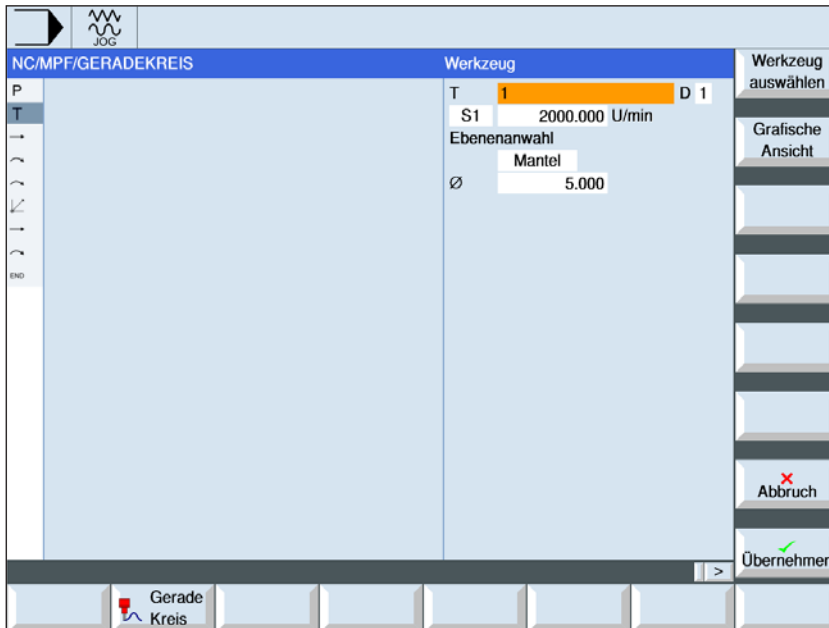 JOG
NC/MPF/GERADEKREIS
Werkzeug
P
T
END
T 1 D 1
S1 2000.000 U/min
Ebenenanwahl
Mantel
Ø 5.000
Werkzeug
auswählen
Grafische
Ansicht
Abbruch
Übernehmen
>
Gerade
Kreis